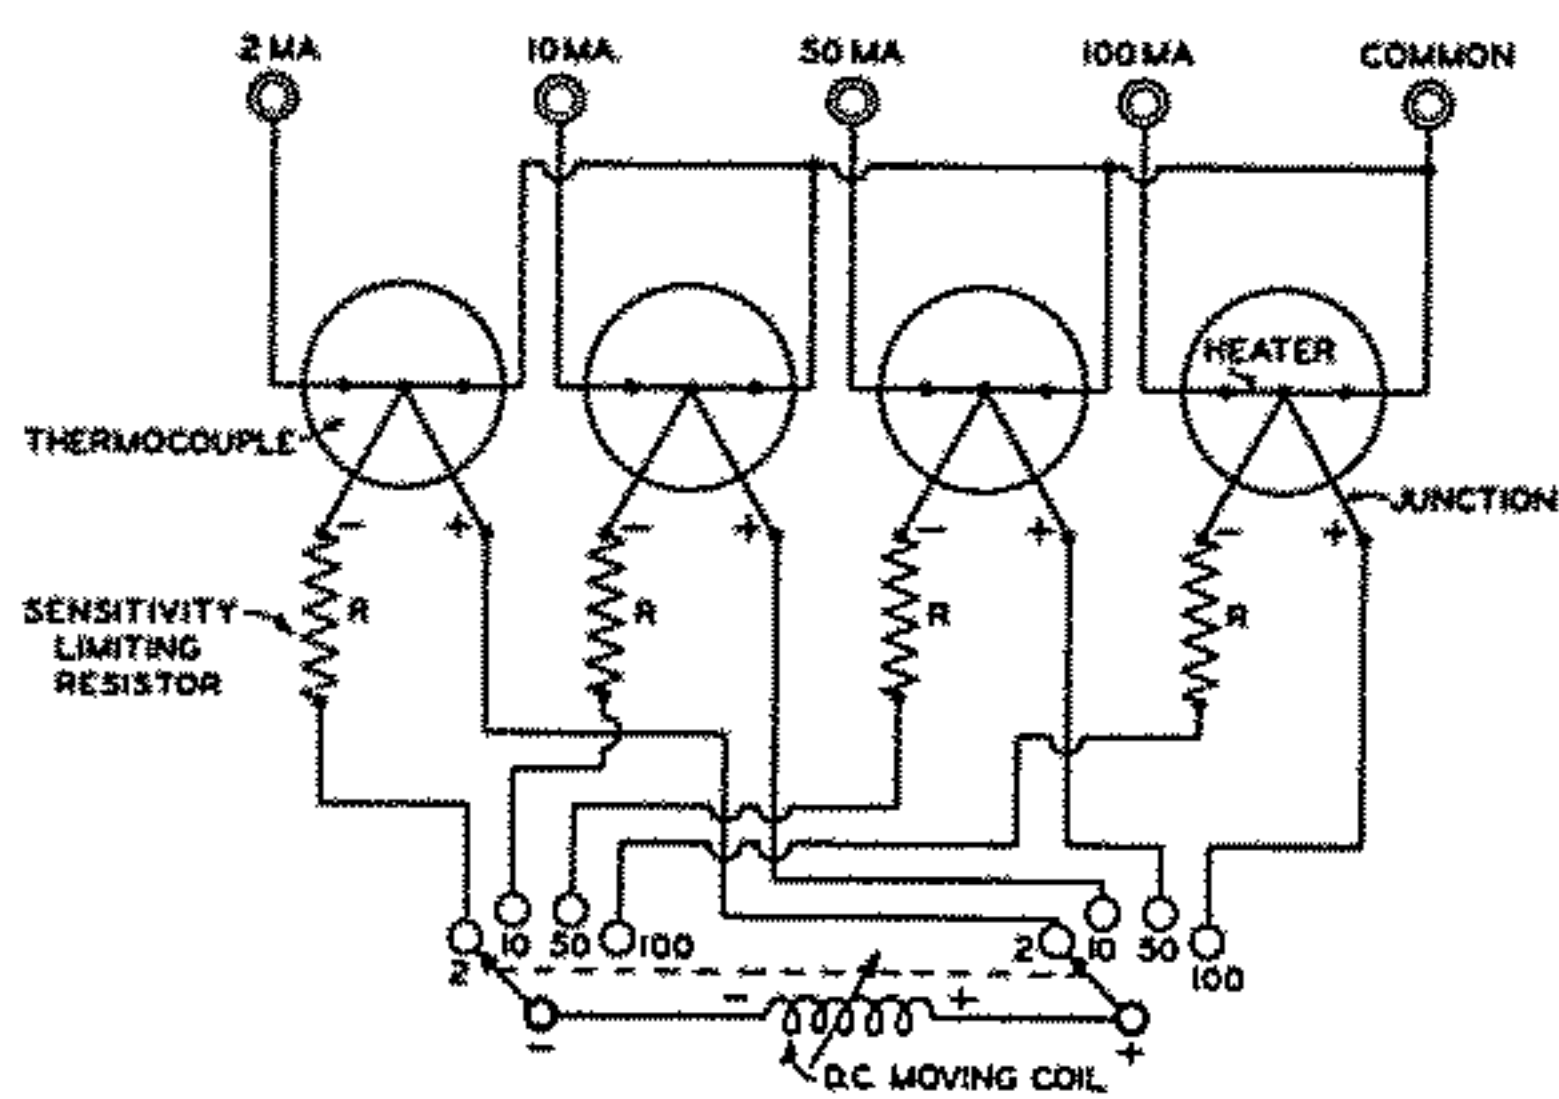 2 MA.
10 MA.
50 MA
100 MA
COMMON
HEATER
THERMOCOUPLE
JUNCTION
- +
- +
- +
- +
SENSITIVITY
LIMITING
RESISTOR
R
R
R
R
2
10
50
100
2
10
50
100
- +
- +
D.C. MOVING COIL